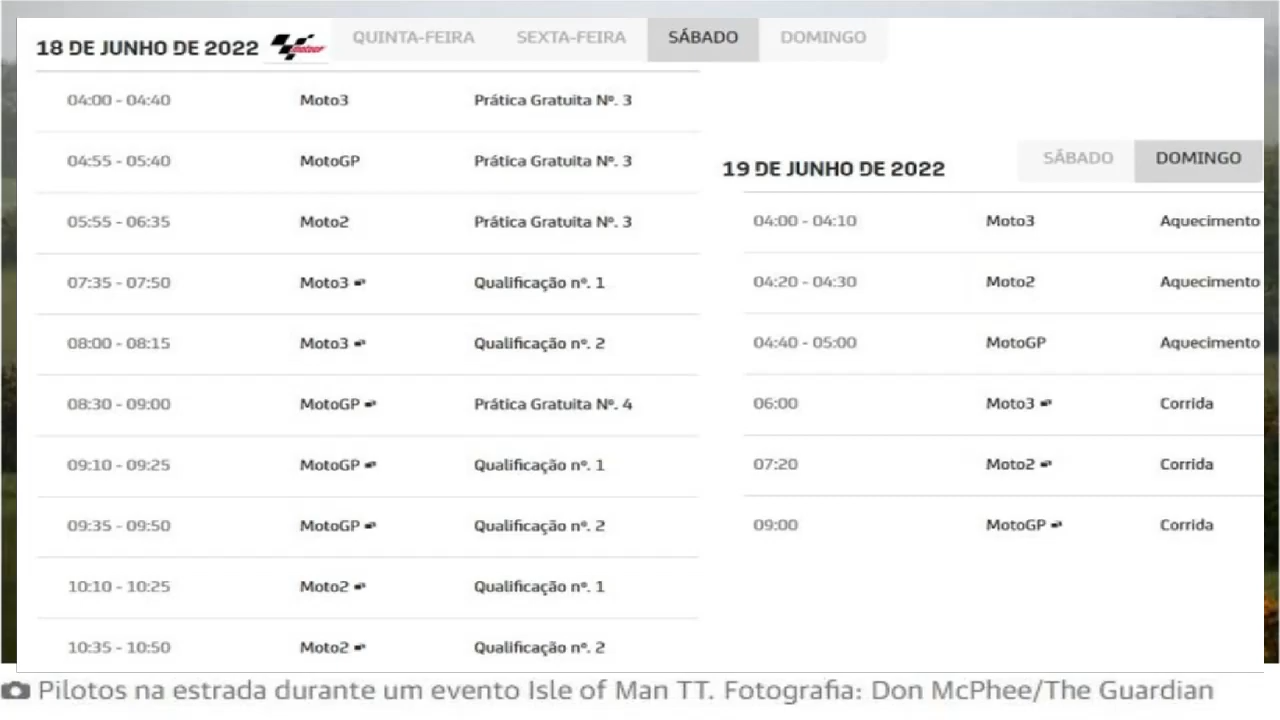 18 DE JUNHO DE 2022 QUINTA-FEIRA SEXTA-FEIRA SÁBADO DOMINGO
04:00 - 04:40 Moto3 Prática Gratuita Nº. 3
04:55 - 05:40 MotoGP Prática Gratuita Nº. 3
05:55 - 06:35 Moto2 Prática Gratuita Nº. 3
07:35 - 07:50 Moto3 Qualificação nº. 1
08:00 - 08:15 Moto3 Qualificação nº. 2
08:30 - 09:00 MotoGP Prática Gratuita Nº. 4
09:10 - 09:25 MotoGP Qualificação nº. 1
09:35 - 09:50 MotoGP Qualificação nº. 2
10:10 - 10:25 Moto2 Qualificação nº. 1
10:35 - 10:50 Moto2 Qualificação nº. 2
19 DE JUNHO DE 2022 SÁBADO DOMINGO
04:00 - 04:10 Moto3 Aquecimento
04:20 - 04:30 Moto2 Aquecimento
04:40 - 05:00 MotoGP Aquecimento
06:00 Moto3 Corrida
07:20 Moto2 Corrida
09:00 MotoGP Corrida
Pilotos na estrada durante um evento Isle of Man TT. Fotografia: Don McPhee/The Guardian